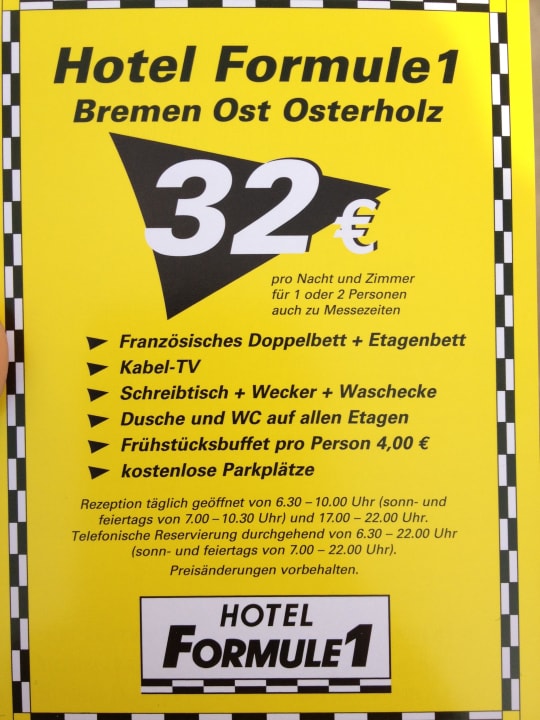 Hotel Formule1
Bremen Ost Osterholz
32 €
pro Nacht und Zimmer
für 1 oder 2 Personen
auch zu Messezeiten
Französisches Doppelbett + Etagenbett
Kabel-TV
Schreibtisch + Wecker + Waschecke
Dusche und WC auf allen Etagen
Frühstücksbuffet pro Person 4,00 €
kostenlose Parkplätze
Rezeption täglich geöffnet von 6.30 – 10.00 Uhr (sonn- und
feiertags von 7.00 – 10.30 Uhr) und 17.00 – 22.00 Uhr.
Telefonische Reservierung durchgehend von 6.30 – 22.00 Uhr
(sonn- und feiertags von 7.00 – 22.00 Uhr).
Preisänderungen vorbehalten.
HOTEL
FORMULE1